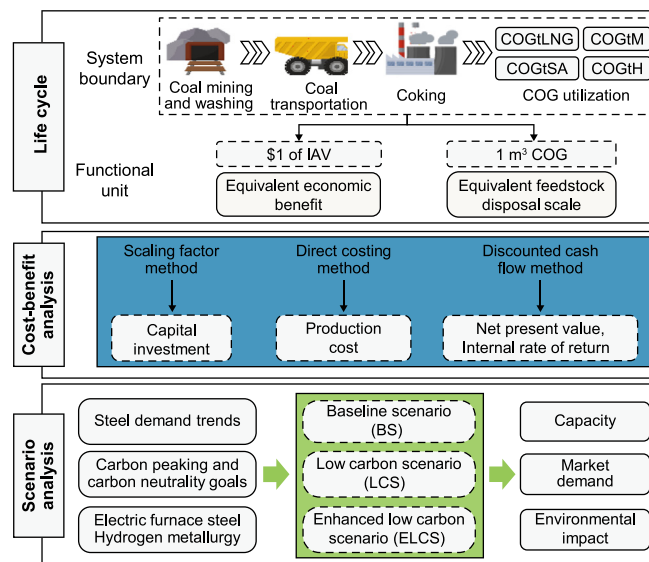 Life cycle
System
boundary
Coal mining
and washing
Coal
transportation
Coking
COGtLNG
COGtM
COGtSA
COGtH
COG utilization
Functional
unit
$1 of IAV
1 m³ COG
Equivalent economic
benefit
Equivalent feedstock
disposal scale
Cost-benefit
analysis
Scaling factor
method
Direct costing
method
Discounted cash
flow method
Capital
investment
Production
cost
Net present value,
Internal rate of return
Scenario
analysis
Steel demand trends
Carbon peaking and
carbon neutrality goals
Electric furnace steel
Hydrogen metallurgy
Baseline scenario
(BS)
Low carbon scenario
(LCS)
Enhanced low carbon
scenario (ELCS)
Capacity
Market
demand
Environmental
impact